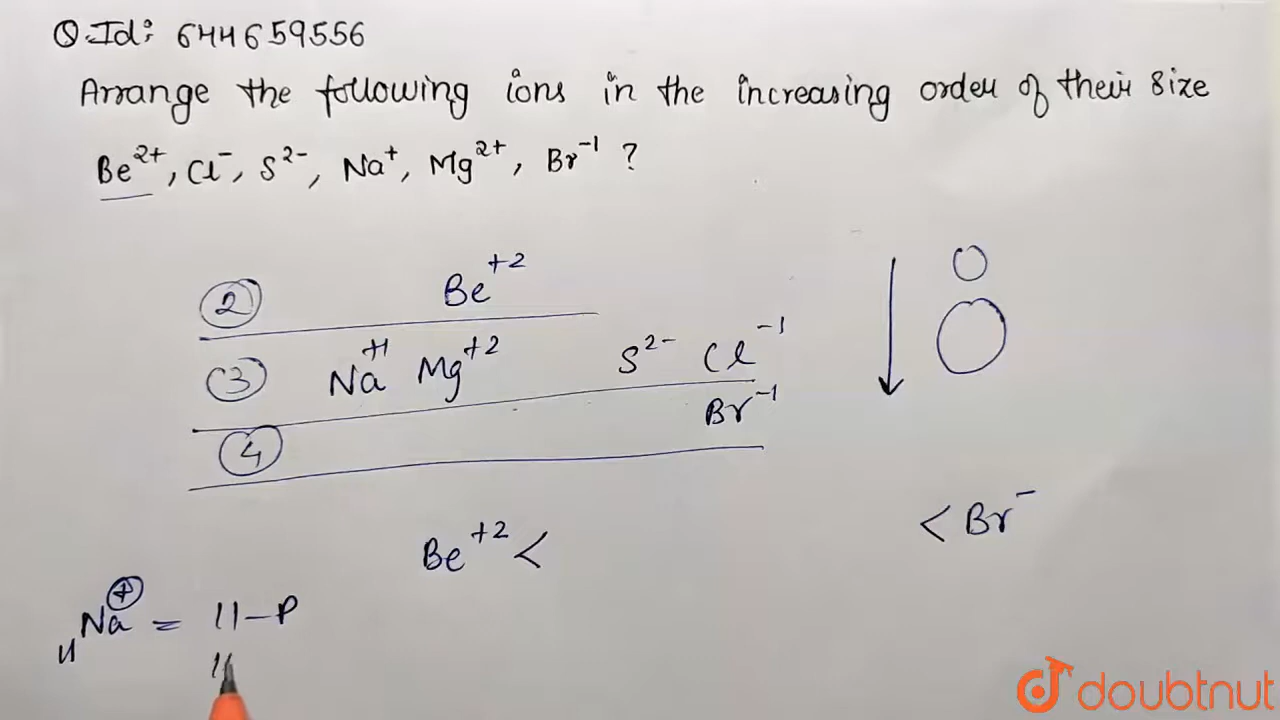 Q.Id: 644659556
Arrange the following ions in the increasing order of their size
Be²⁺, Cl⁻, S²⁻, Na⁺, Mg²⁺, Br⁻¹ ?
2 Be⁺²
3 Na⁺¹ Mg⁺² S²⁻ Cl⁻¹
Br⁻¹
4
Be⁺² < < Br⁻
₁₁Na⁺ = 11-P
11
doubtnut